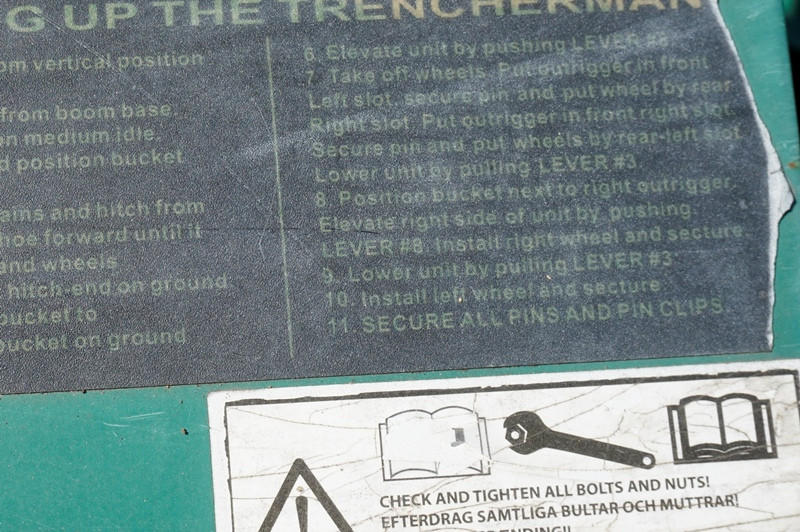 G UP THE TRENCHERMAN
om vertical position
from boom base
on medium idle.
d position bucket
ains and hitch from
hoe forward until it
and wheels
hitch-end on ground
bucket to
bucket on ground
6. Elevate unit by pushing LEVER #3.
7. Take off wheels. Put outrigger in front
Left slot, secure pin and put wheel by rear
Right slot. Put outrigger in front right slot.
Secure pin and put wheels by rear-left slot.
Lower unit by pulling LEVER #3.
8. Position bucket next to right outrigger.
Elevate right side of unit by pushing.
LEVER #8. Install right wheel and secure
9. Lower unit by pulling LEVER #3
10. Install left wheel and secure
11. SECURE ALL PINS AND PIN CLIPS.
CHECK AND TIGHTEN ALL BOLTS AND NUTS!
EFTERDRAG SAMTLIGA BULTAR OCH MUTTRAR!